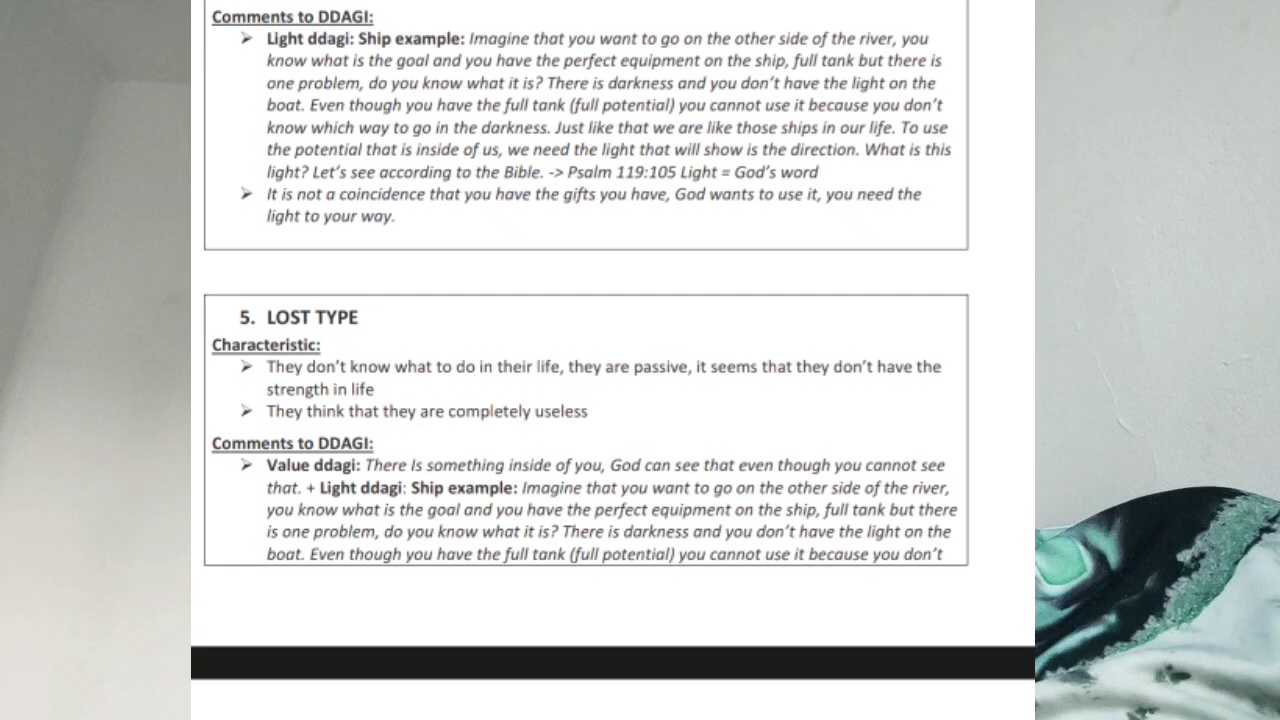 Comments to DDAGI:
➢ Light ddagi: Ship example: Imagine that you want to go on the other side of the river, you
know what is the goal and you have the perfect equipment on the ship, full tank but there is
one problem, do you know what it is? There is darkness and you don't have the light on the
boat. Even though you have the full tank (full potential) you cannot use it because you don't
know which way to go in the darkness. Just like that we are like those ships in our life. To use
the potential that is inside of us, we need the light that will show is the direction. What is this
light? Let's see according to the Bible. -> Psalm 119:105 Light = God's word
➢ It is not a coincidence that you have the gifts you have, God wants to use it, you need the
light to your way.
5. LOST TYPE
Characteristic:
➢ They don't know what to do in their life, they are passive, it seems that they don't have the
strength in life
➢ They think that they are completely useless
Comments to DDAGI:
➢ Value ddagi: There Is something inside of you, God can see that even though you cannot see
that. + Light ddagi: Ship example: Imagine that you want to go on the other side of the river,
you know what is the goal and you have the perfect equipment on the ship, full tank but there
is one problem, do you know what it is? There is darkness and you don't have the light on the
boat. Even though you have the full tank (full potential) you cannot use it because you don't